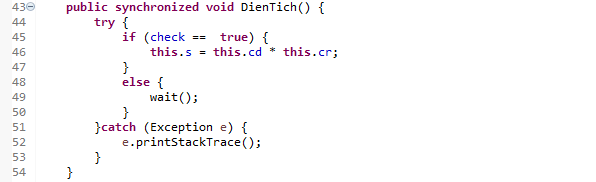 43 public synchronized void DienTich() {
44 try {
45 if (check ==  true) {
46 this.s = this.cd * this.cr;
47 }
48 else {
49 wait();
50 }
51 }catch (Exception e) {
52 e.printStackTrace();
53 }
54 }